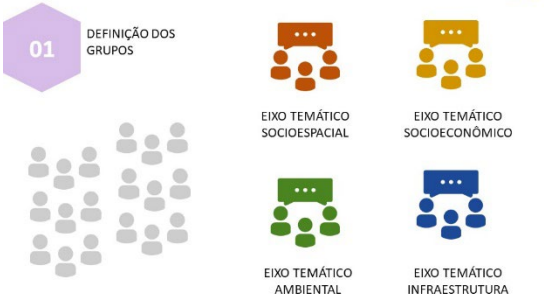 01
DEFINIÇÃO DOS
GRUPOS
EIXO TEMÁTICO
SOCIOESPACIAL
EIXO TEMÁTICO
SOCIOECONÔMICO
EIXO TEMÁTICO
AMBIENTAL
EIXO TEMÁTICO
INFRAESTRUTURA